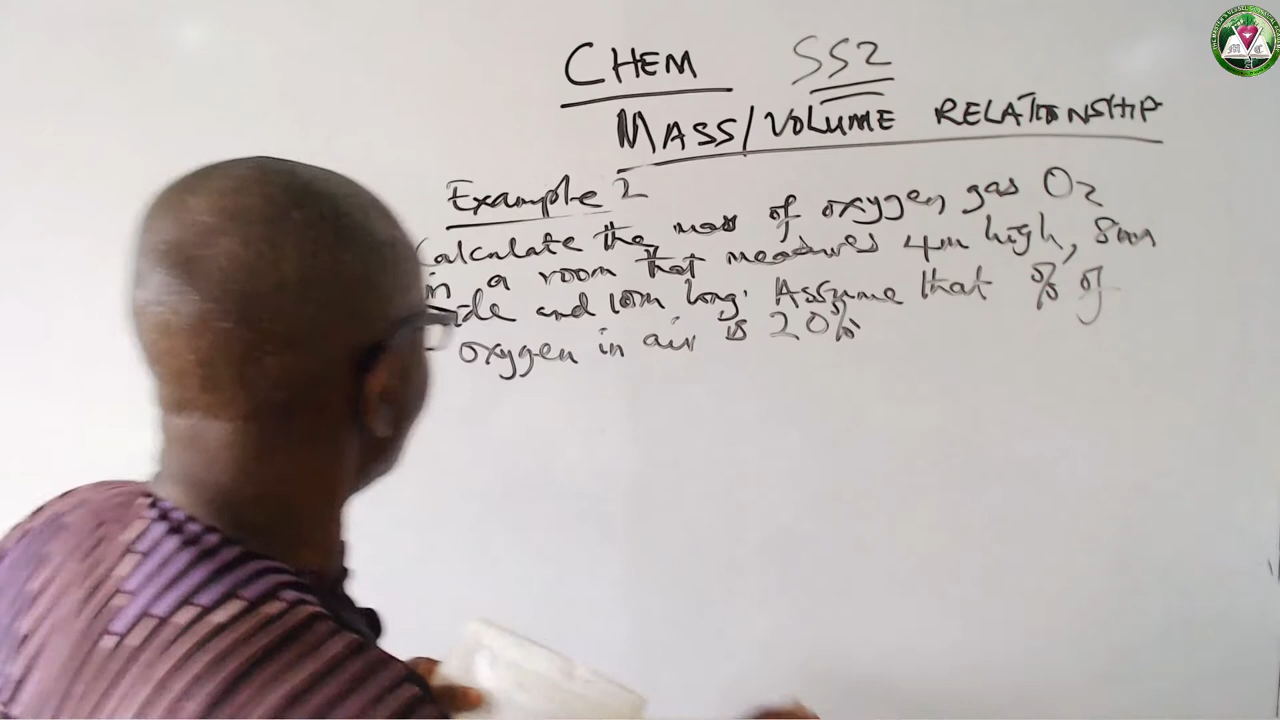 CHEM SS2
MASS/VOLUME RELATIONSHIP
Example 2
Calculate the mass of oxygen gas O2
in a room that measures 4m high, 8m
wide and 10m long. Assume that % of
oxygen in air is 20%